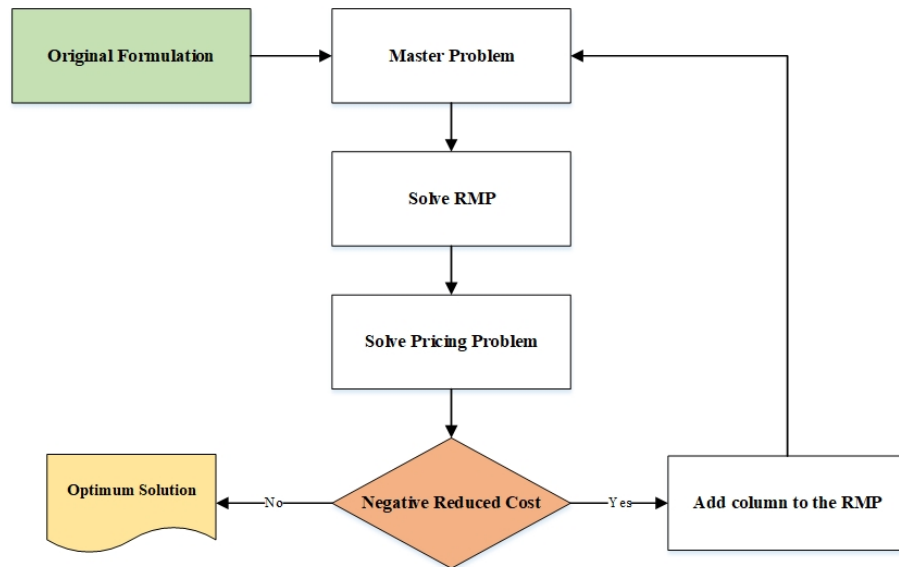 Original Formulation
Master Problem
Solve RMP
Solve Pricing Problem
Optimum Solution
No
Negative Reduced Cost
Yes
Add column to the RMP